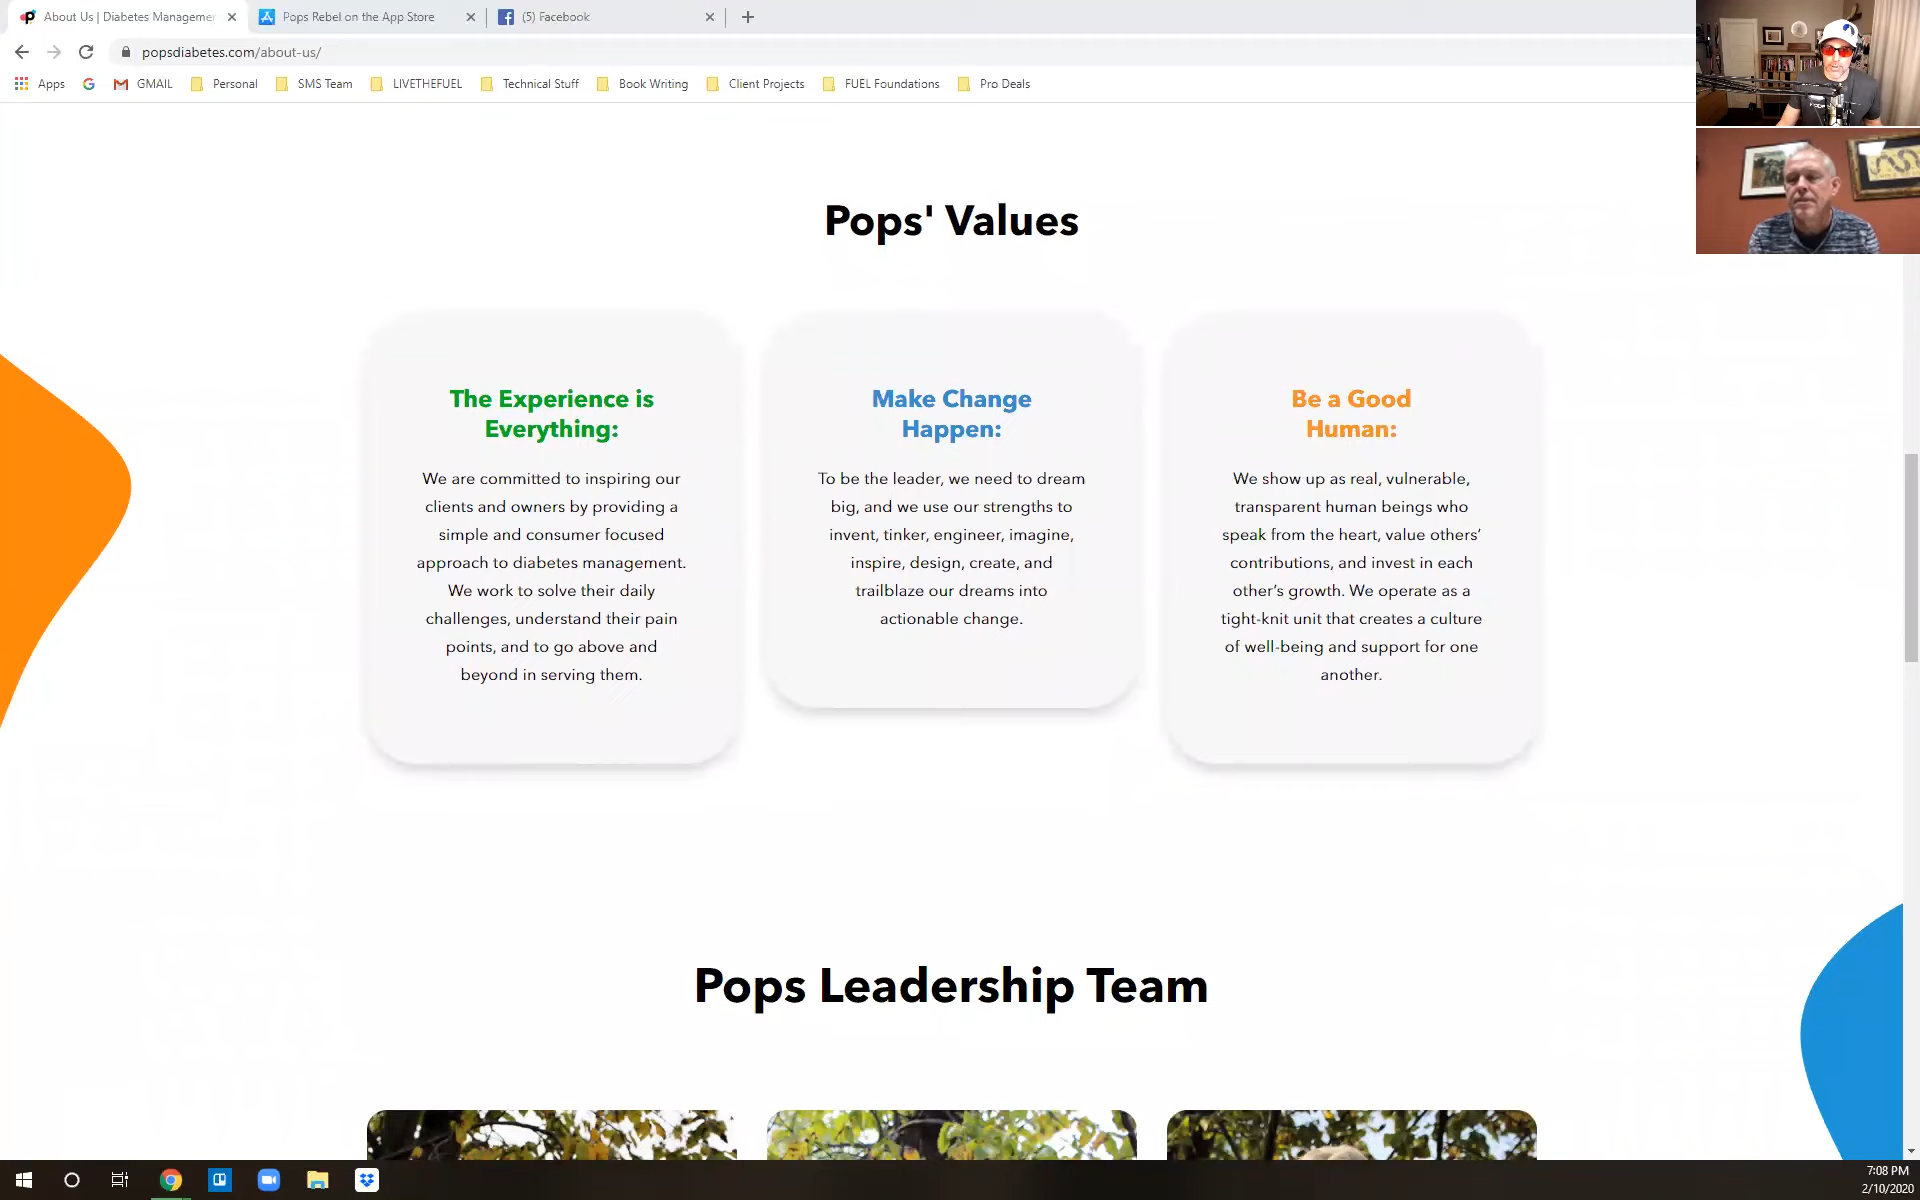 About Us | Diabetes Managemen
Pops Rebel on the App Store
(5) Facebook
popsdiabetes.com/about-us/
Apps
GMAIL
Personal
SMS Team
LIVETHEFUEL
Technical Stuff
Book Writing
Client Projects
FUEL Foundations
Pro Deals
Pops' Values
The Experience is
Everything:
We are committed to inspiring our
clients and owners by providing a
simple and consumer focused
approach to diabetes management.
We work to solve their daily
challenges, understand their pain
points, and to go above and
beyond in serving them.
Make Change
Happen:
To be the leader, we need to dream
big, and we use our strengths to
invent, tinker, engineer, imagine,
inspire, design, create, and
trailblaze our dreams into
actionable change.
Be a Good
Human:
We show up as real, vulnerable,
transparent human beings who
speak from the heart, value others’
contributions, and invest in each
other’s growth. We operate as a
tight-knit unit that creates a culture
of well-being and support for one
another.
Pops Leadership Team
7:08 PM
2/10/2020